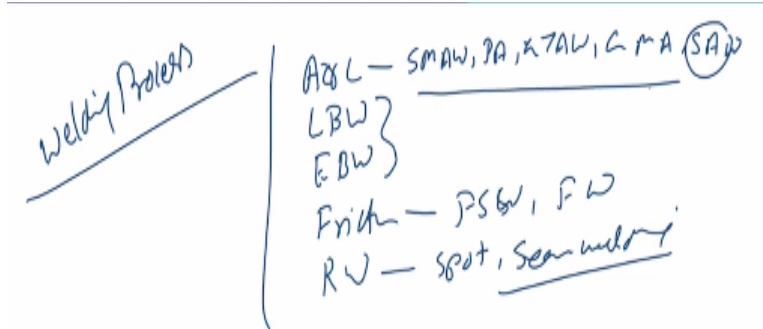 Welding Process
Arc - SMAW, PA, GTAW, GMA SAW
LBW
EBW
Friction - FSW, FW
RW - spot, Seam welding